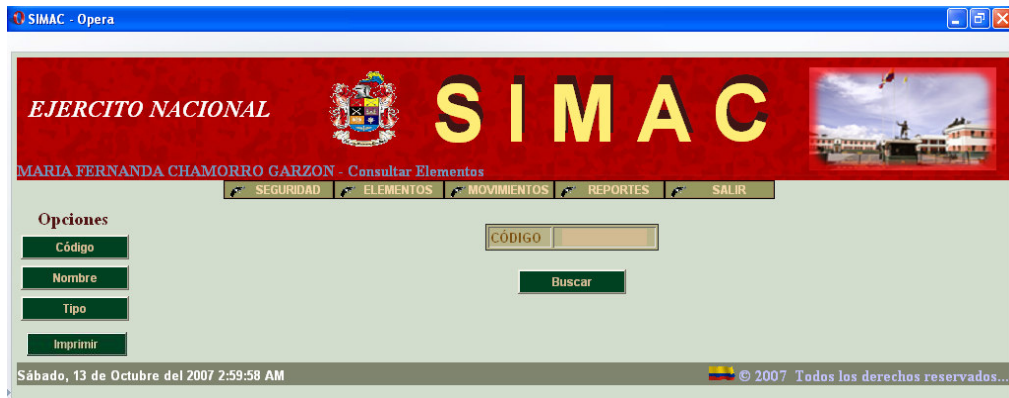 SIMAC - Opera
EJERCITO NACIONAL
SIMAC
MARIA FERNANDA CHAMORRO GARZON - Consultar Elementos
SEGURIDAD ELEMENTOS MOVIMIENTOS REPORTES SALIR
Opciones
Código
Nombre
Tipo
Imprimir
CÓDIGO
Buscar
Sábado, 13 de Octubre del 2007 2:59:58 AM
© 2007 Todos los derechos reservados...